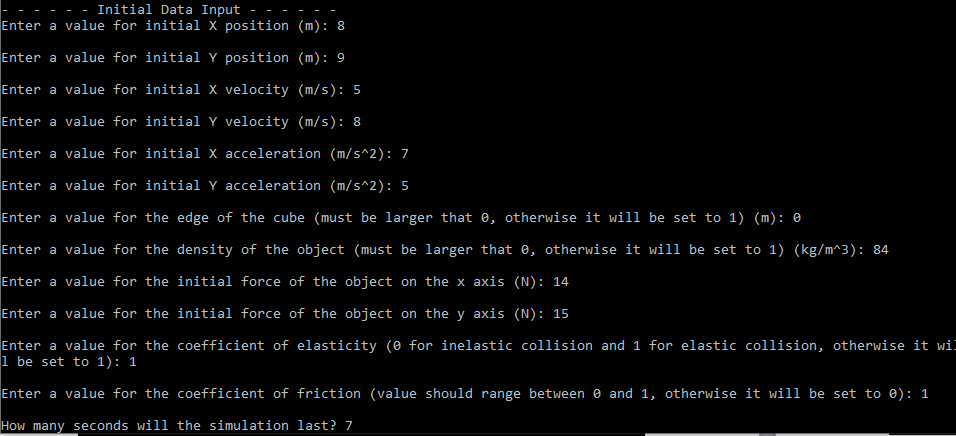 - - - - - - Initial Data Input - - - - - -
Enter a value for initial X position (m): 8
Enter a value for initial Y position (m): 9
Enter a value for initial X velocity (m/s): 5
Enter a value for initial Y velocity (m/s): 8
Enter a value for initial X acceleration (m/s^2): 7
Enter a value for initial Y acceleration (m/s^2): 5
Enter a value for the edge of the cube (must be larger that 0, otherwise it will be set to 1) (m): 0
Enter a value for the density of the object (must be larger that 0, otherwise it will be set to 1) (kg/m^3): 84
Enter a value for the initial force of the object on the x axis (N): 14
Enter a value for the initial force of the object on the y axis (N): 15
Enter a value for the coefficient of elasticity (0 for inelastic collision and 1 for elastic collision, otherwise it wil
l be set to 1): 1
Enter a value for the coefficient of friction (value should range between 0 and 1, otherwise it will be set to 0): 1
How many seconds will the simulation last? 7